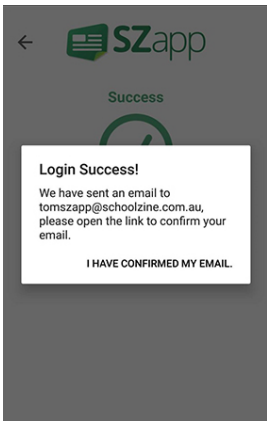 SZapp
Success
Login Success!
We have sent an email to
tomszapp@schoolzine.com.au,
please open the link to confirm your
email.
I HAVE CONFIRMED MY EMAIL.